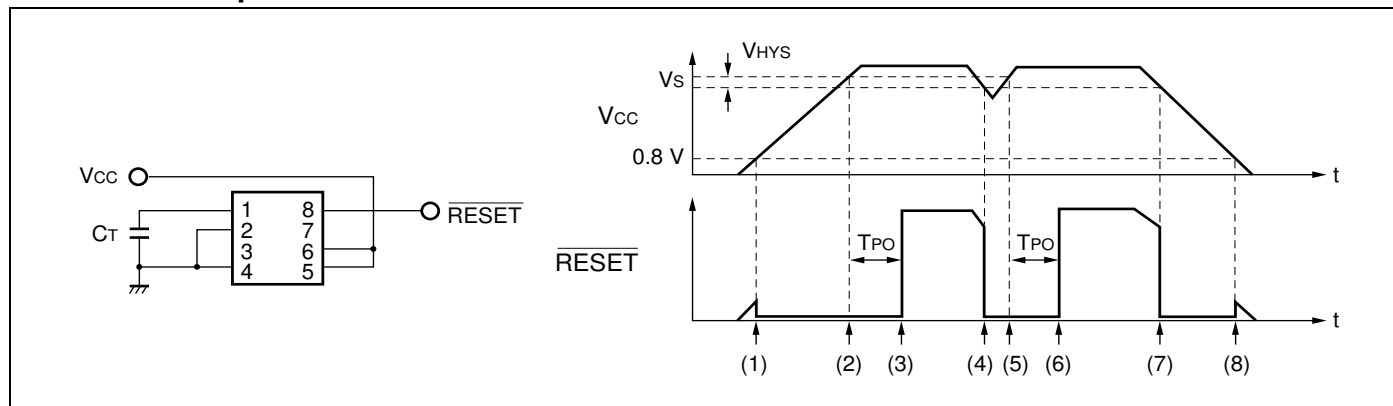 VCC
CT
1 8
2 7
3 6
4 5
RESET
VHYS
VS
VCC
0.8 V
t
RESET
TPO TPO
t
(1) (2) (3) (4) (5) (6) (7) (8)